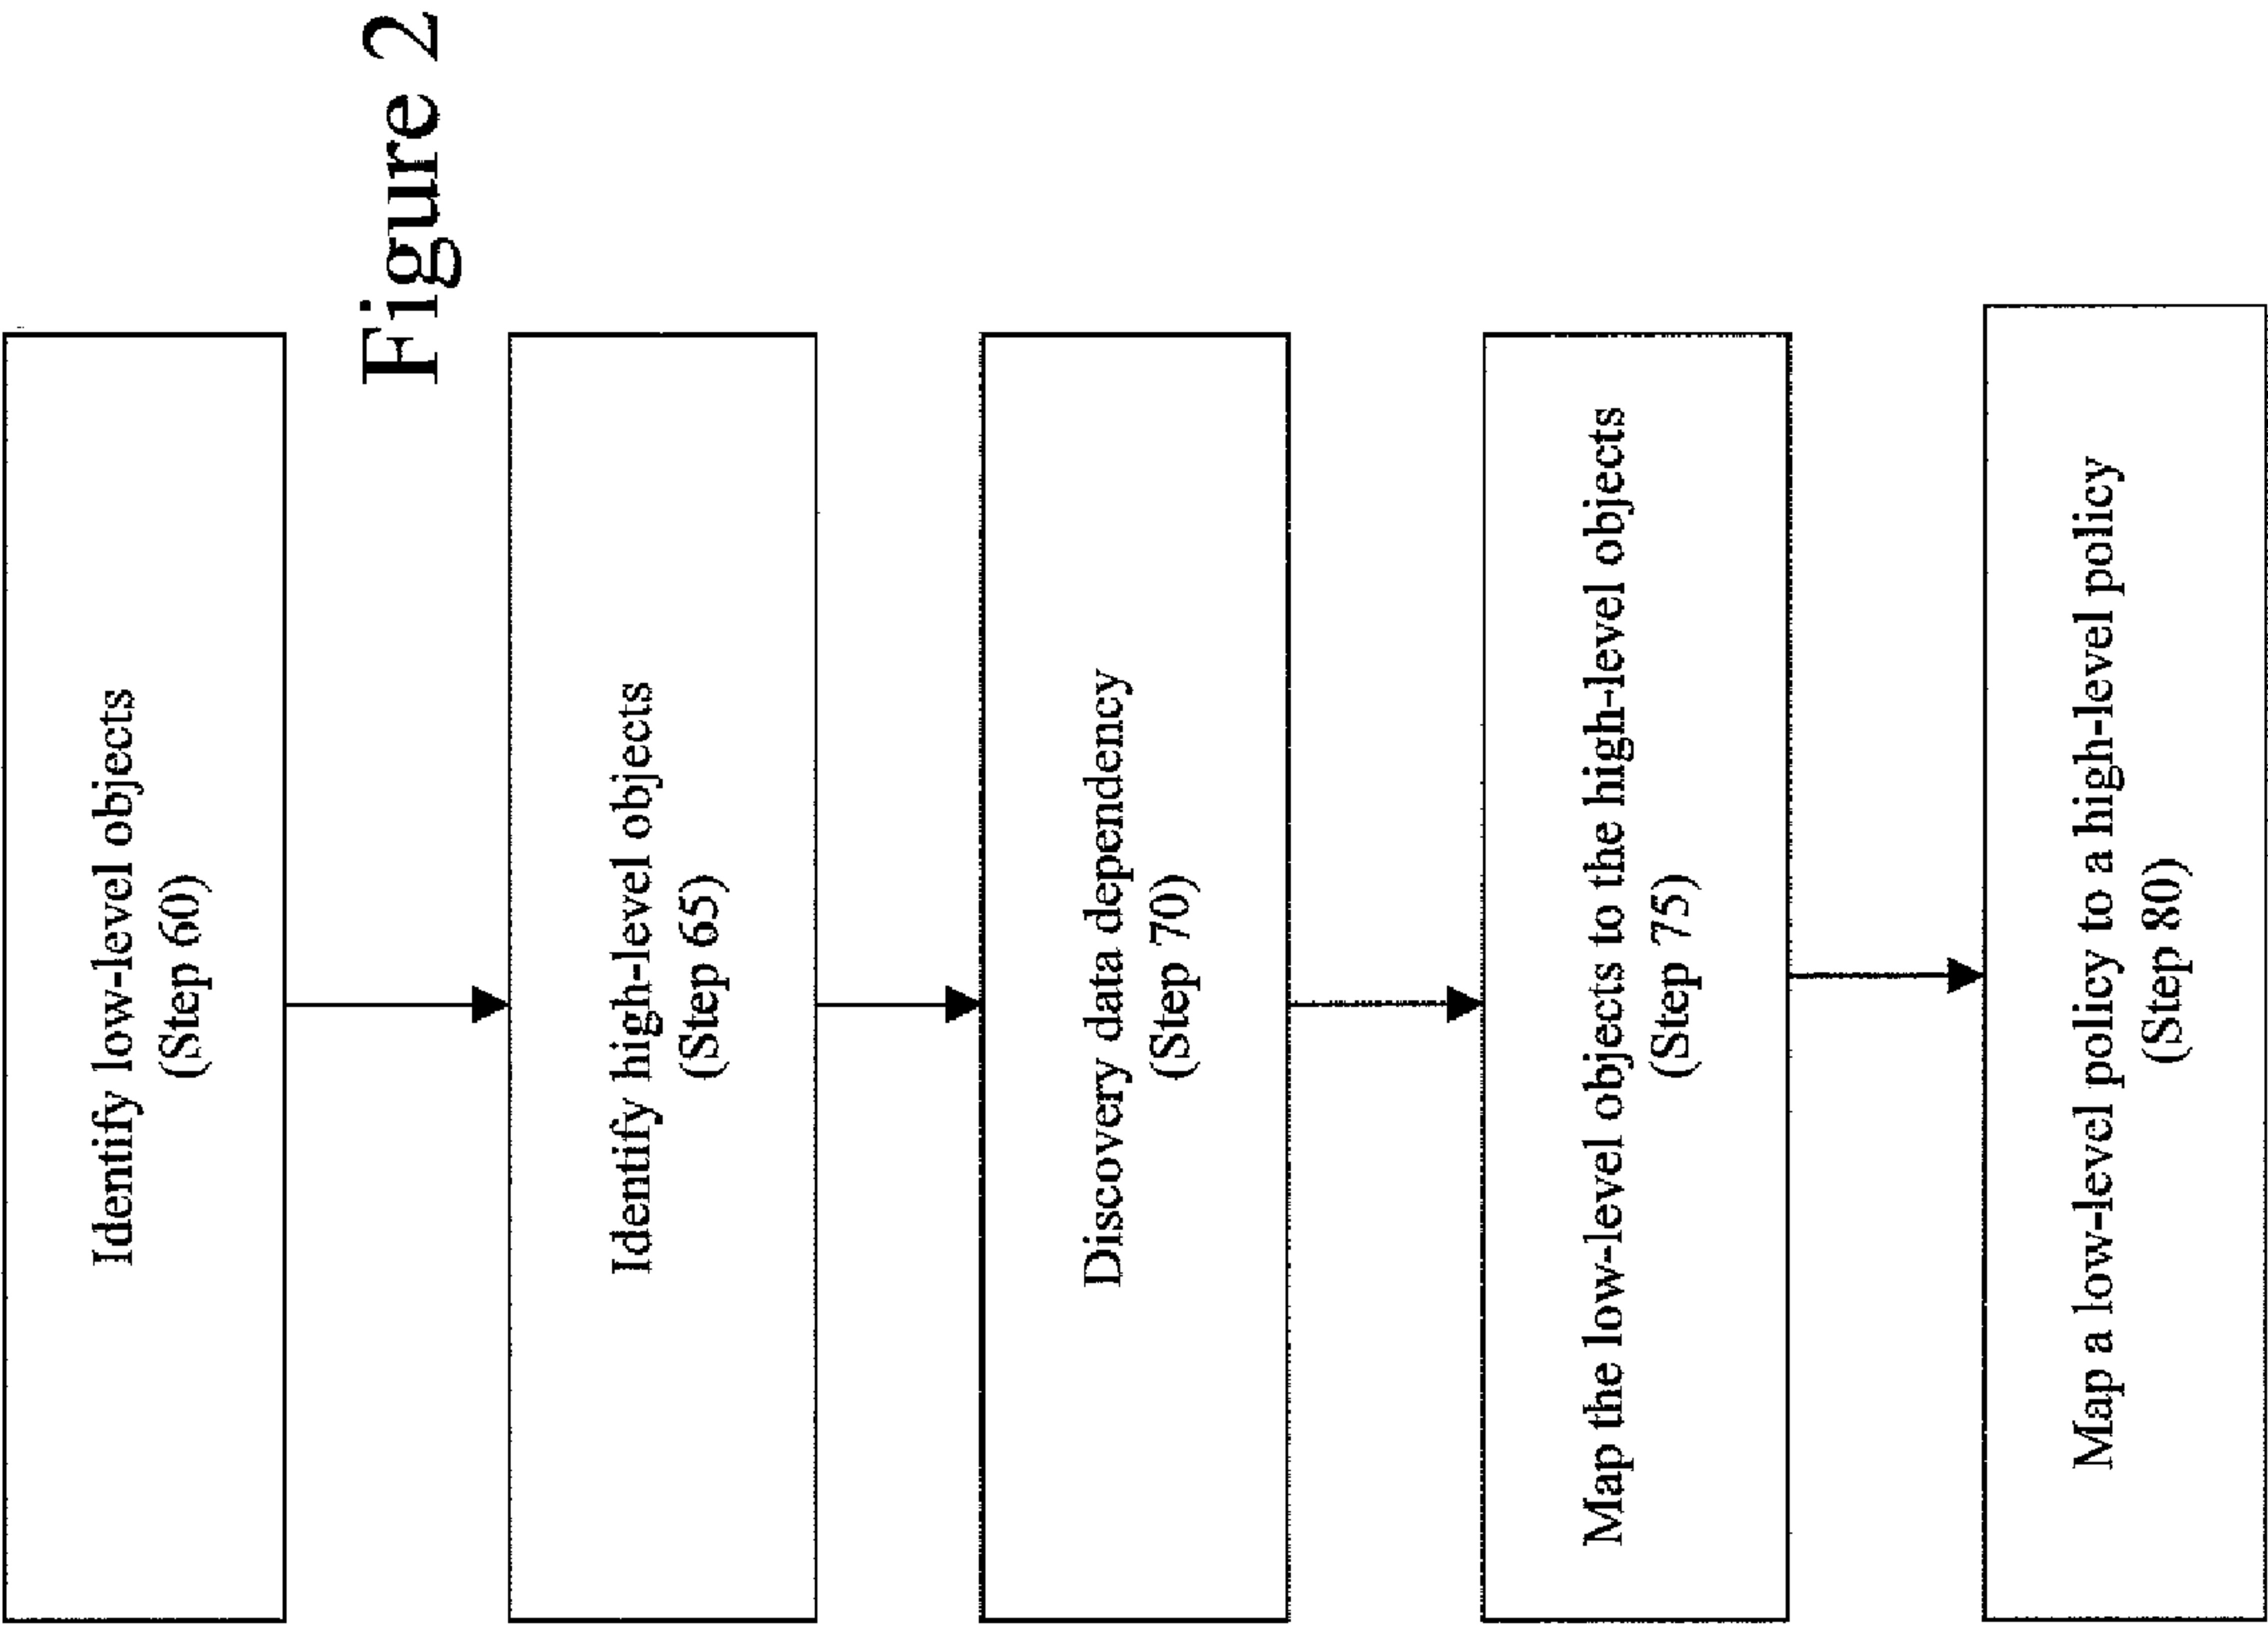 Identify low-level objects
(Step 60)
Identify high-level objects
(Step 65)
Discovery data dependency
(Step 70)
Map the low-level objects to the high-level objects
(Step 75)
Map a low-level policy to a high-level policy
(Step 80)
Figure 2